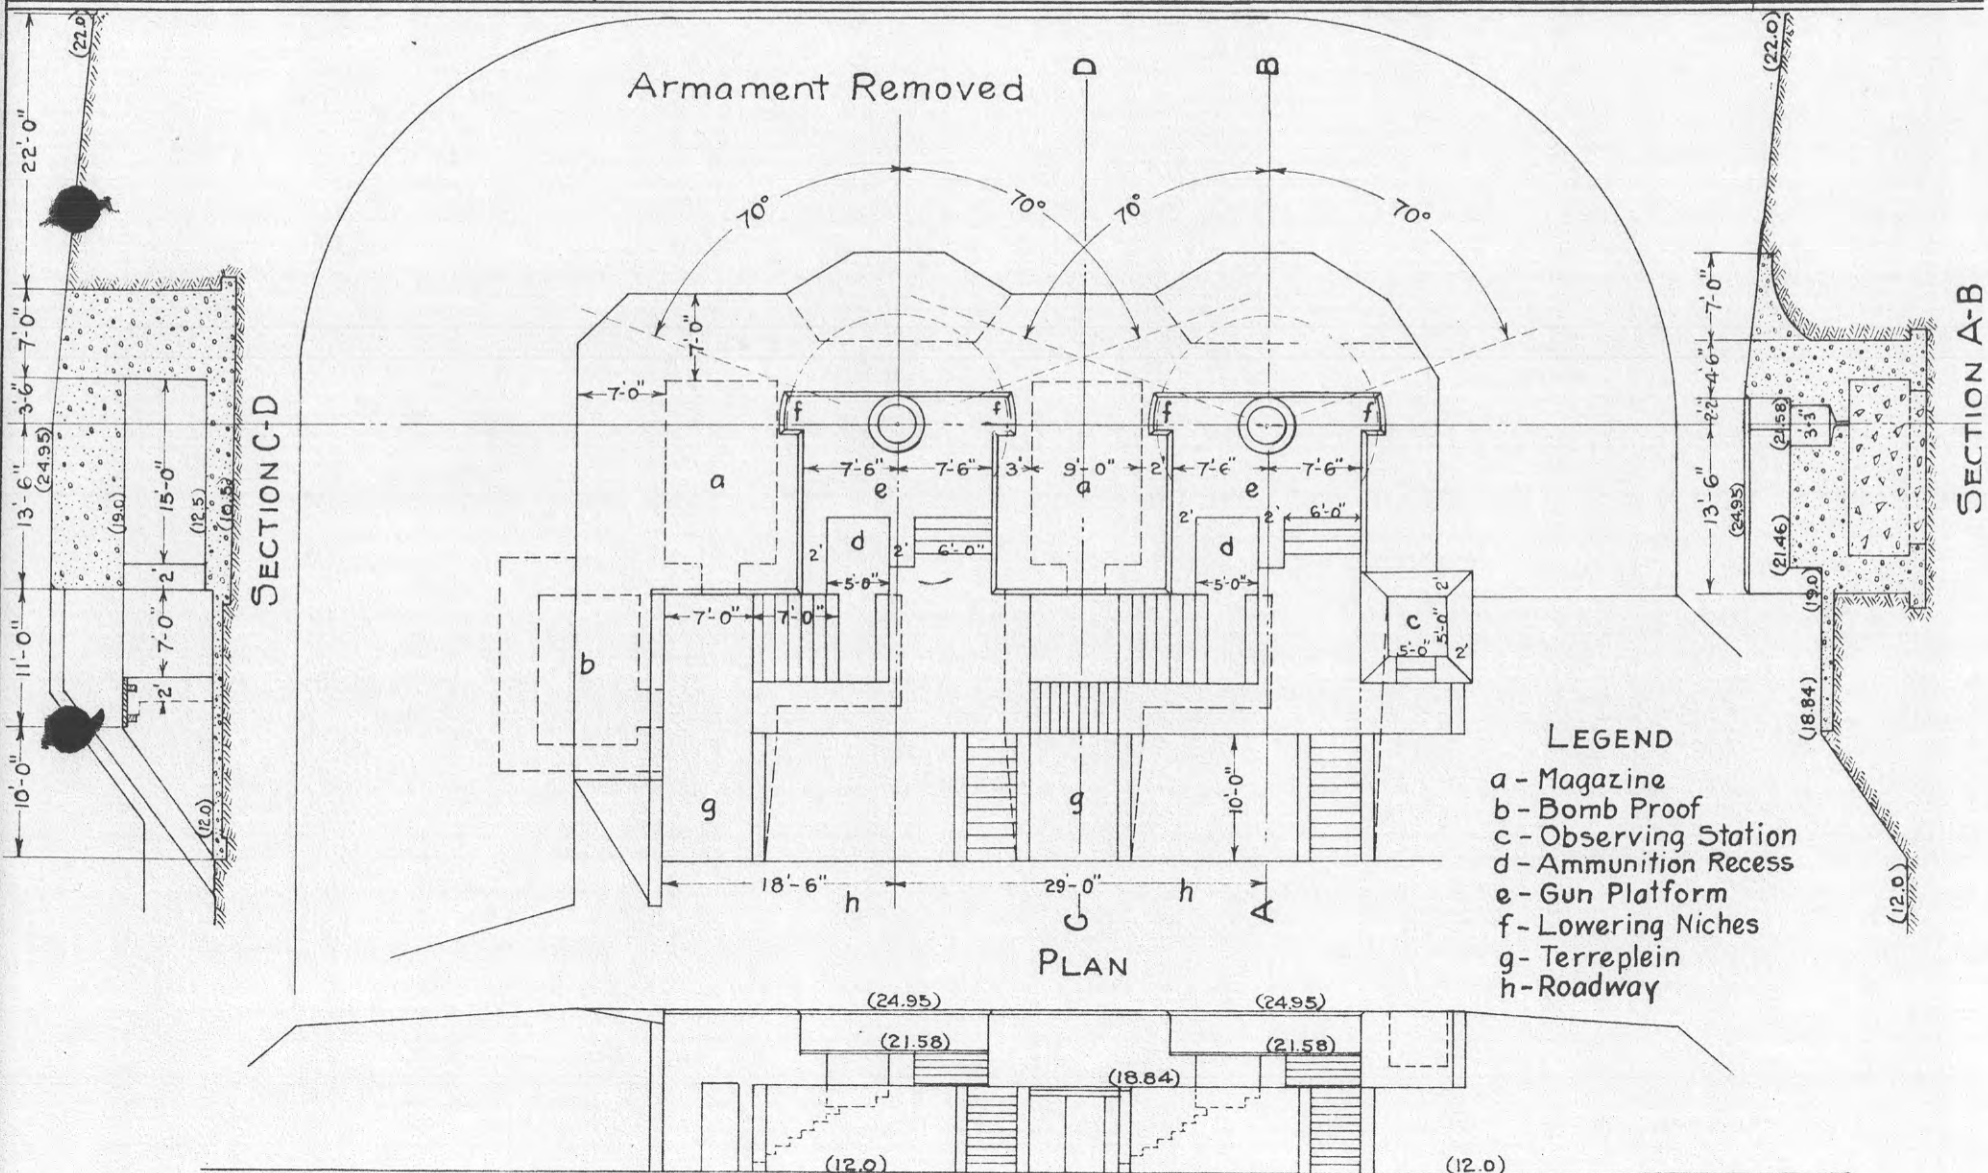 Armament Removed
D
B
70°
70°
70°
70°
7'-0"
7'-0"
f
f
f
f
7'-6"
7'-6"
3'
9'-0"
2'
7'-6"
7'-6"
a
e
a
e
2'
d
2'
6'-0"
2'
d
2'
6'-0"
5'-0"
5'-0"
7'-0"
7'-0"
b
c
5'-0"
5'-0"
2'
2'
g
g
10'-0"
18'-6"
29'-0"
h
h
C
A
PLAN
SECTION C-D
(22.0)
22'-0"
7'-0"
3'-6"
13'-6"
11'-0"
10'-0"
(24.95)
(19.0)
15'-0"
(12.5)
(10.5)
2'
7'-0"
2'
(12.0)
SECTION A-B
(22.0)
7'-0"
4'-6"
22"
13'-6"
(21.58)
3'-3"
(24.95)
(21.46)
(19.0)
(18.84)
(12.0)
LEGEND
a - Magazine
b - Bomb Proof
c - Observing Station
d - Ammunition Recess
e - Gun Platform
f - Lowering Niches
g - Terreplein
h - Roadway
(24.95)
(24.95)
(21.58)
(21.58)
(18.84)
(12.0)
(12.0)